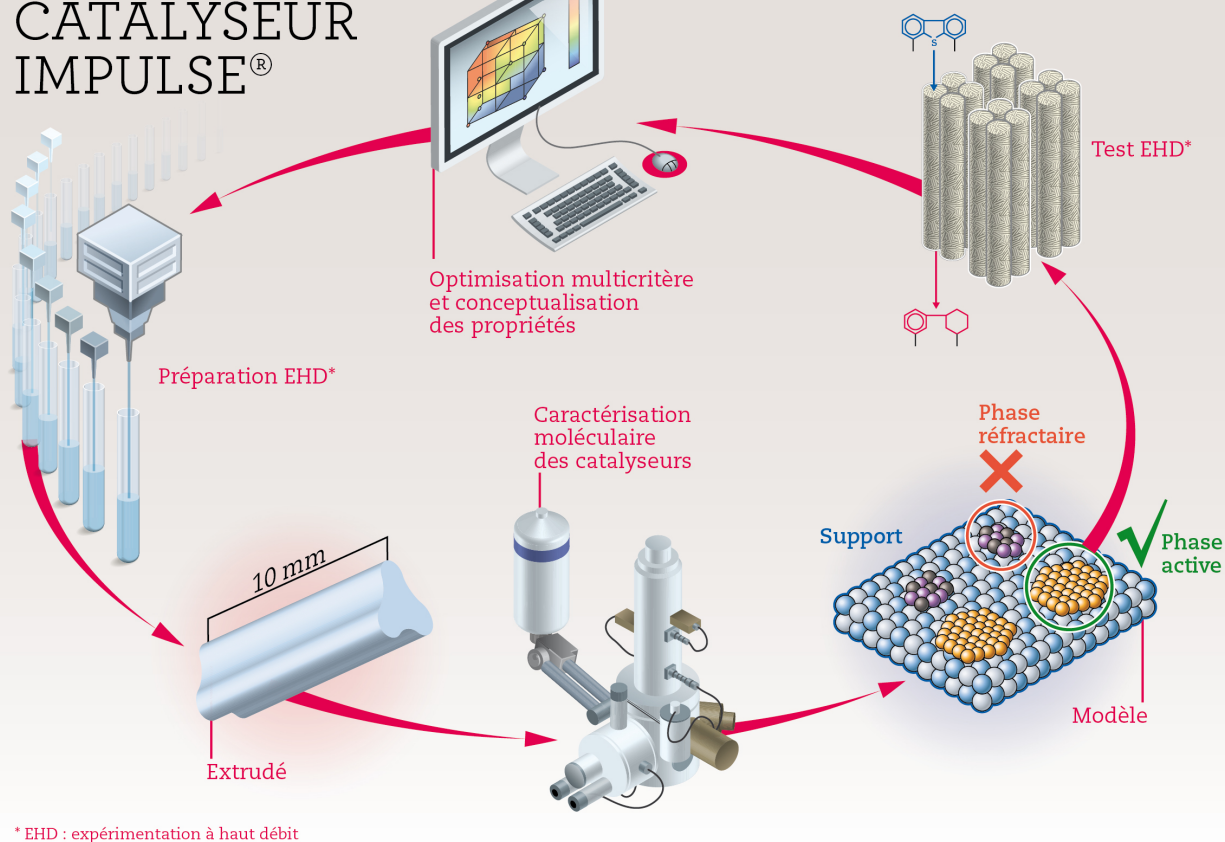 CATALYSEUR
IMPULSE®
S
Test EHD*
Optimisation multicritère
et conceptualisation
des propriétés
Préparation EHD*
Caractérisation
moléculaire
des catalyseurs
Phase
réfractaire
Support
Phase
active
10 mm
Modèle
Extrudé
* EHD : expérimentation à haut débit